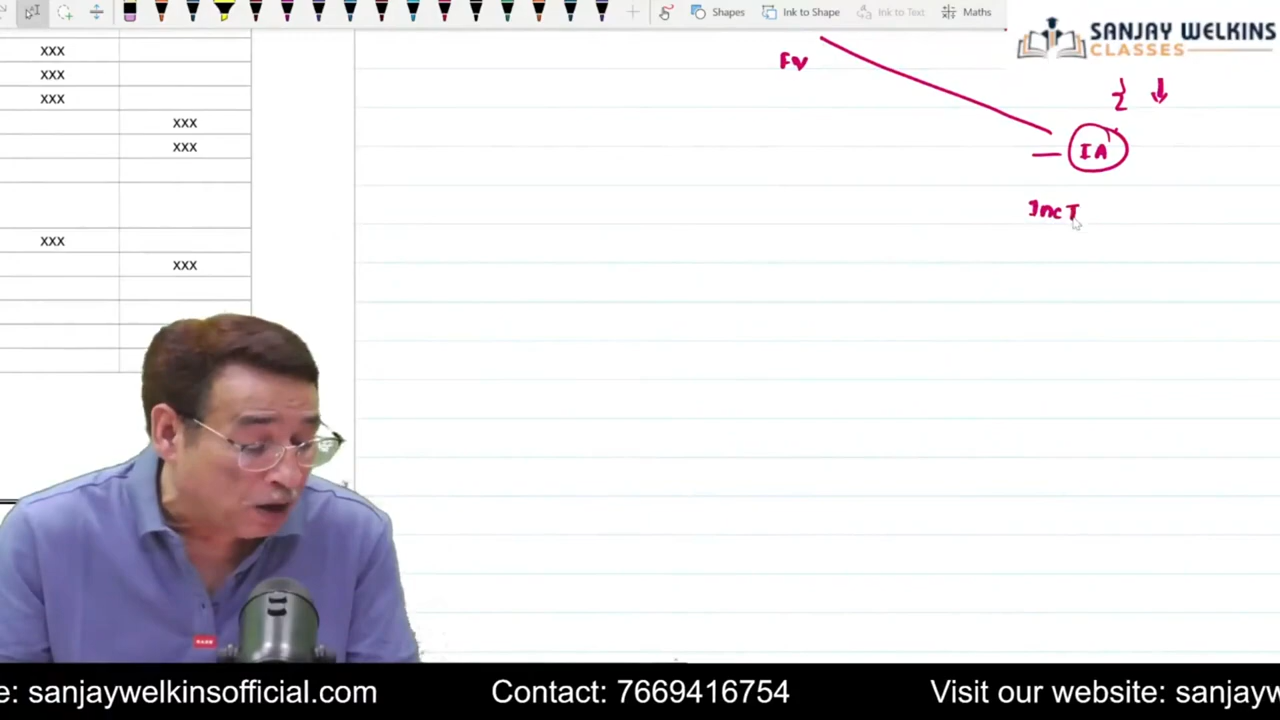 Shapes
Ink to Shape
Ink to Text
Maths
SANJAY WELKINS
CLASSES
xxx
xxx
xxx
xxx
xxx
xxx
xxx
FV
IA
Inc T
e: sanjaywelkinsofficial.com
Contact: 7669416754
Visit our website: sanjayw